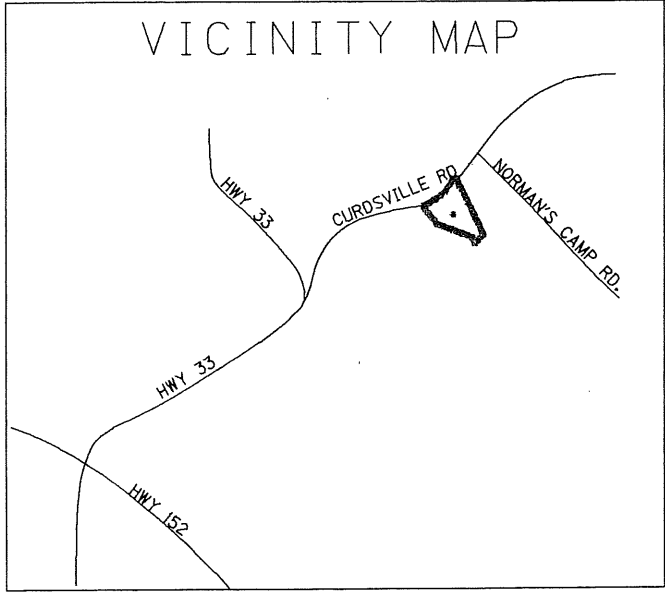 VICINITY MAP
HWY 33
CURDSVILLE RD
NORMAN'S CAMP RD.
HWY 33
HWY 152